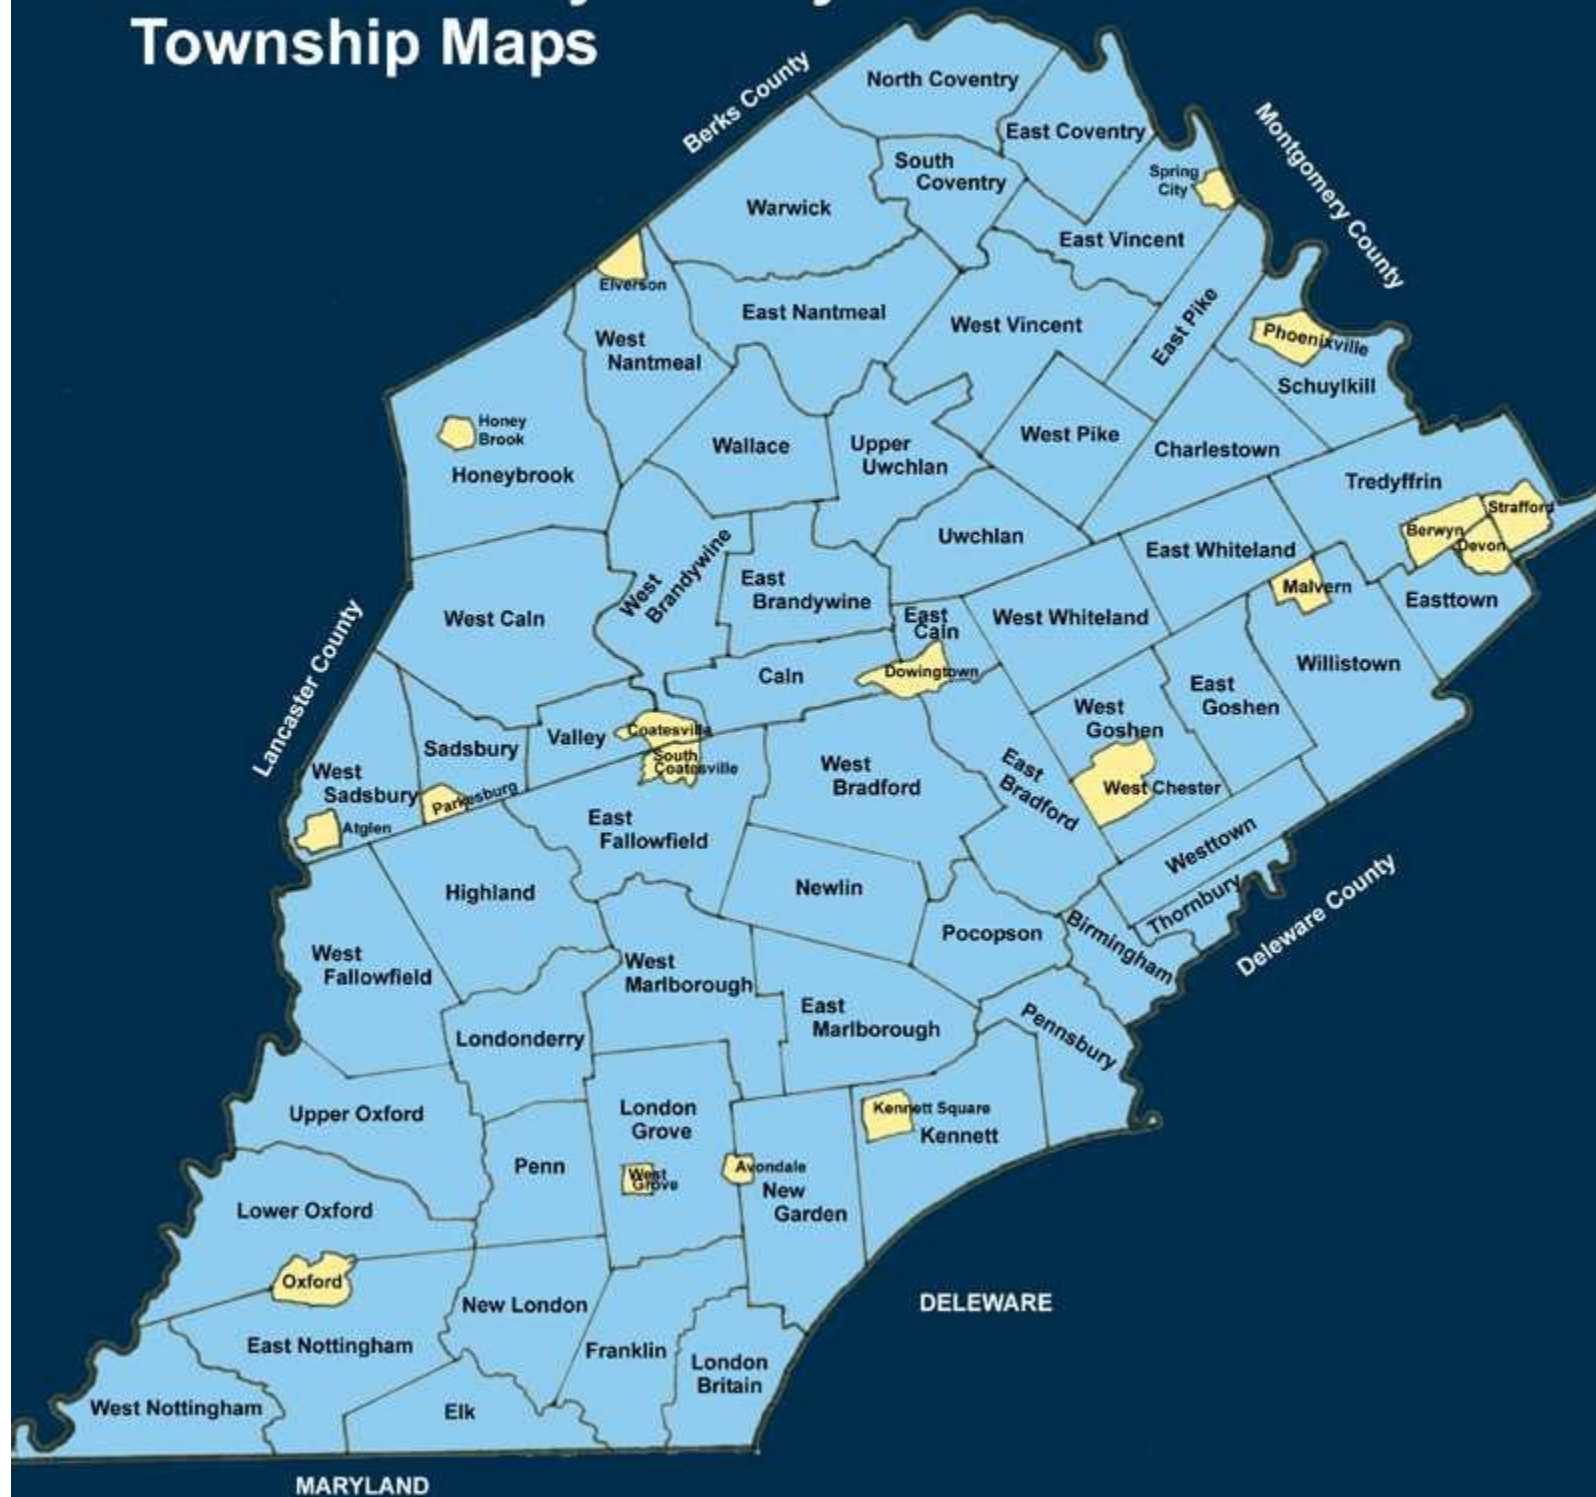 Township Maps
Berks County
North Coventry
East Coventry
Montgomery County
South
Coventry
Spring
City
Warwick
East Vincent
Elverson
East Nantmeal
West Vincent
East Pike
West
Nantmeal
Phoenixville
Schuylkill
Honey
Brook
Honeybrook
Wallace
Upper
Uwchlan
West Pike
Charlestown
Tredyffrin
Strafford
Berwyn
Devon
Uwchlan
East Whiteland
Malvern
Easttown
West
Brandywine
East
Brandywine
West Caln
East
Caln
West Whiteland
Willistown
Lancaster County
Caln
Dowingtown
East
Goshen
West
Goshen
Sadsbury
Valley
Coatesville
South
Coatesville
West
Bradford
East
Bradford
West Chester
West
Sadsbury
Parkesburg
Atglen
East
Fallowfield
Westtown
Highland
Newlin
Thornbury
Deleware County
Pocopson
Birmingham
West
Fallowfield
West
Marlborough
East
Marlborough
Pennsbury
Londonderry
Upper Oxford
London
Grove
Kennett Square
Kennett
Penn
West
Grove
Avondale
New
Garden
Lower Oxford
Oxford
New London
DELEWARE
East Nottingham
Franklin
London
Britain
West Nottingham
Elk
MARYLAND